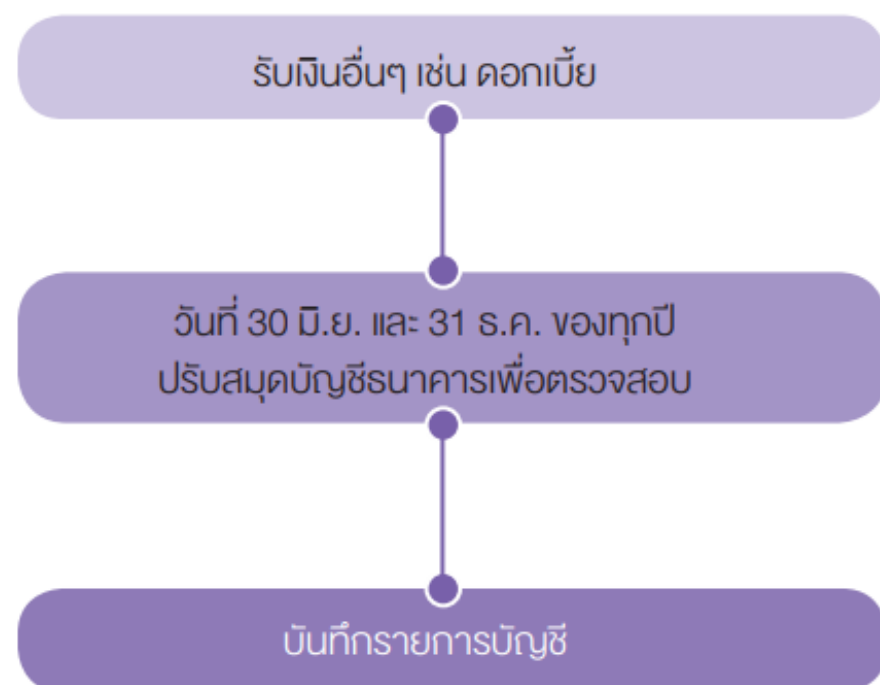 รับเงินอื่นๆ เช่น ดอกเบี้ย
วันที่ 30 มิ.ย. และ 31 ธ.ค. ของทุกปี
ปรับสมุดบัญชีธนาคารเพื่อตรวจสอบ
บันทึกรายการบัญชี